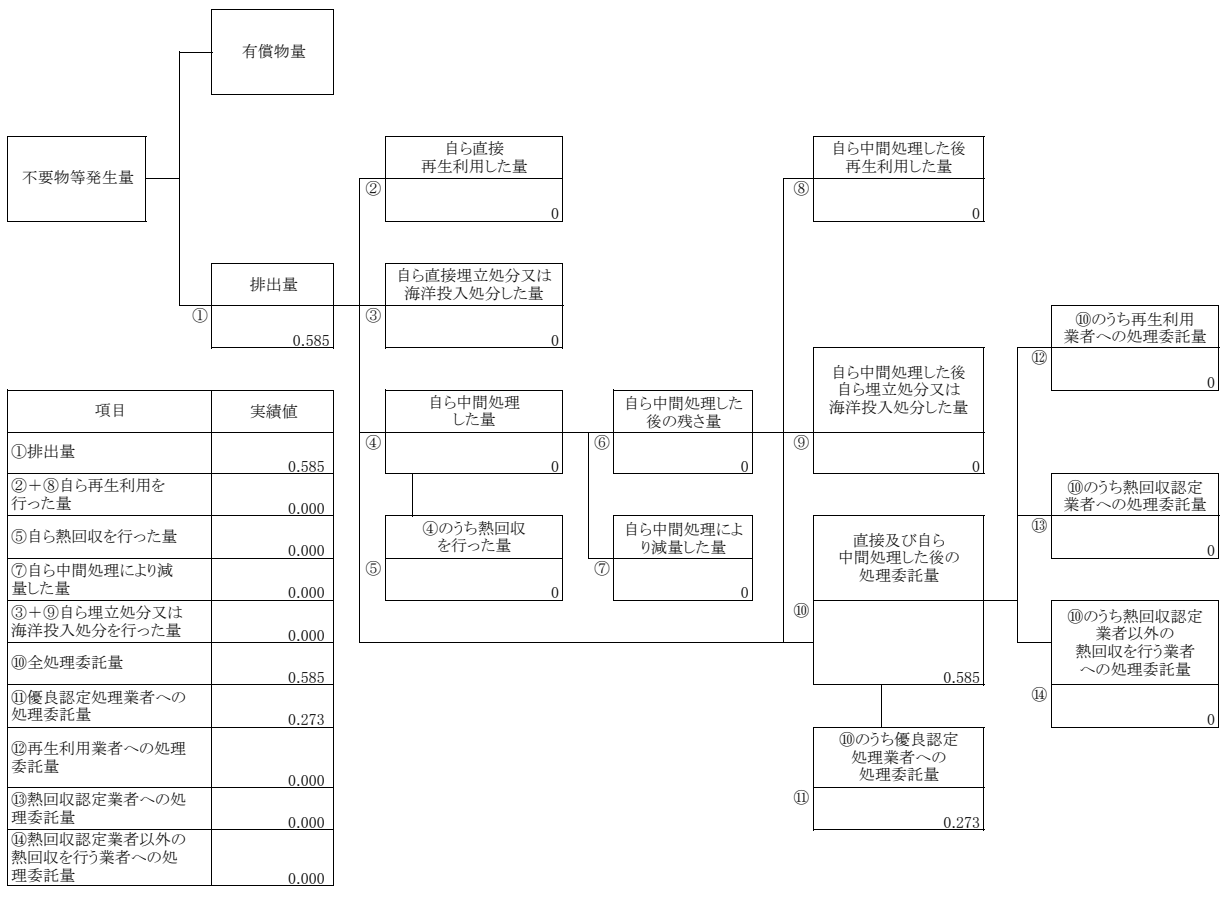 有償物量
不要物等発生量
自ら直接
再生利用した量
②
0
自ら中間処理した後
再生利用した量
⑧
0
排出量
①
0.585
自ら直接埋立処分又は
海洋投入処分した量
③
0
⑩のうち再生利用
業者への処理委託量
⑫
0
自ら中間処理した後
自ら埋立処分又は
海洋投入処分した量
⑨
0
自ら中間処理
した量
④
0
自ら中間処理した
後の残さ量
⑥
0
⑩のうち熱回収認定
業者への処理委託量
⑬
0
④のうち熱回収
を行った量
⑤
0
自ら中間処理によ
り減量した量
⑦
0
直接及び自ら
中間処理した後の
処理委託量
⑩
0.585
⑩のうち熱回収認定
業者以外の
熱回収を行う業者
への処理委託量
⑭
0
⑩のうち優良認定
処理業者への
処理委託量
⑪
0.273
項目 実績値
①排出量
0.585
②＋⑧自ら再生利用を
行った量
0.000
⑤自ら熱回収を行った量
0.000
⑦自ら中間処理により減
量した量
0.000
③＋⑨自ら埋立処分又は
海洋投入処分を行った量
0.000
⑩全処理委託量
0.585
⑪優良認定処理業者への
処理委託量
0.273
⑫再生利用業者への処理
委託量
0.000
⑬熱回収認定業者への処
理委託量
0.000
⑭熱回収認定業者以外の
熱回収を行う業者への処
理委託量
0.000